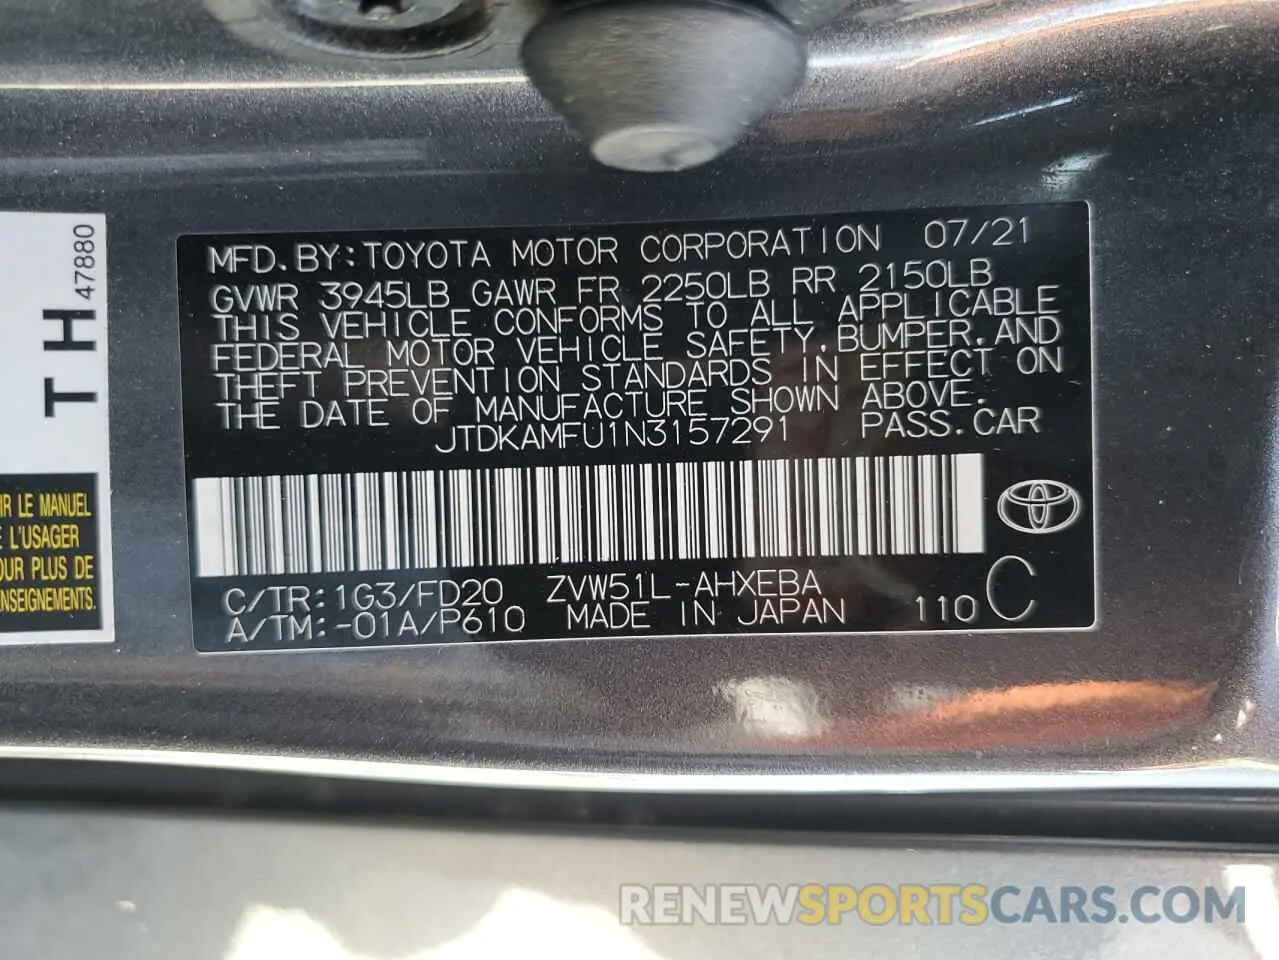 MFD.BY:TOYOTA MOTOR CORPORATION 07/21
GVWR 3945LB GAWR FR 2250LB RR 2150LB
THIS VEHICLE CONFORMS TO ALL APPLICABLE
FEDERAL MOTOR VEHICLE SAFETY,BUMPER,AND
THEFT PREVENTION STANDARDS IN EFFECT ON
THE DATE OF MANUFACTURE SHOWN ABOVE.
JTDKAMFU1N3157291 PASS.CAR
C/TR:1G3/FD20 ZVW51L-AHXEBA
A/TM:-01A/P610 MADE IN JAPAN 110 C
TH 47880
LE MANUEL
L'USAGER
PLUS DE
RENEWSPORTSCARS.COM